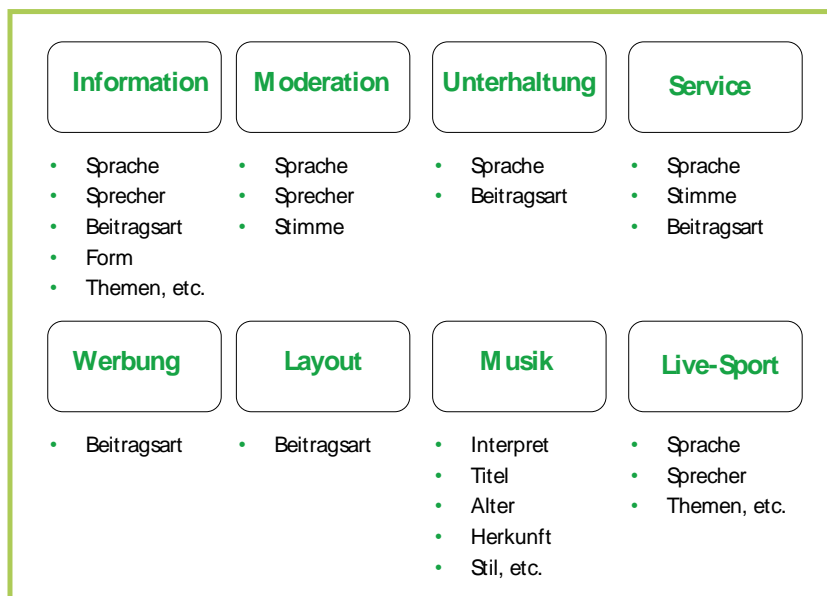 Information
• Sprache
• Sprecher
• Beitragsart
• Form
• Themen, etc.
Moderation
• Sprache
• Sprecher
• Stimme
Unterhaltung
• Sprache
• Beitragsart
Service
• Sprache
• Stimme
• Beitragsart
Werbung
• Beitragsart
Layout
• Beitragsart
Musik
• Interpret
• Titel
• Alter
• Herkunft
• Stil, etc.
Live-Sport
• Sprache
• Sprecher
• Themen, etc.